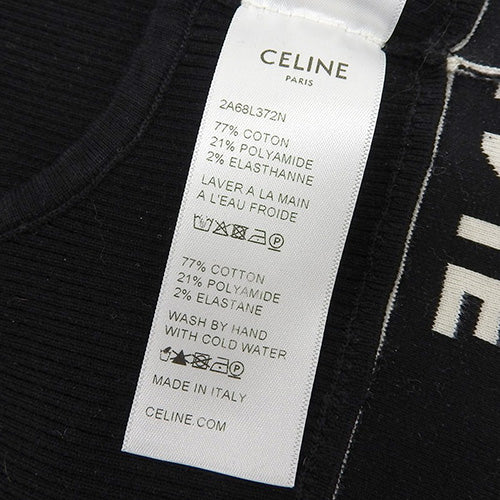 CELINE
PARIS
2A68L372N
77% COTON
21% POLYAMIDE
2% ELASTHANNE
LAVER A LA MAIN
A L'EAU FROIDE
77% COTTON
21% POLYAMIDE
2% ELASTANE
WASH BY HAND
WITH COLD WATER
MADE IN ITALY
CELINE.COM